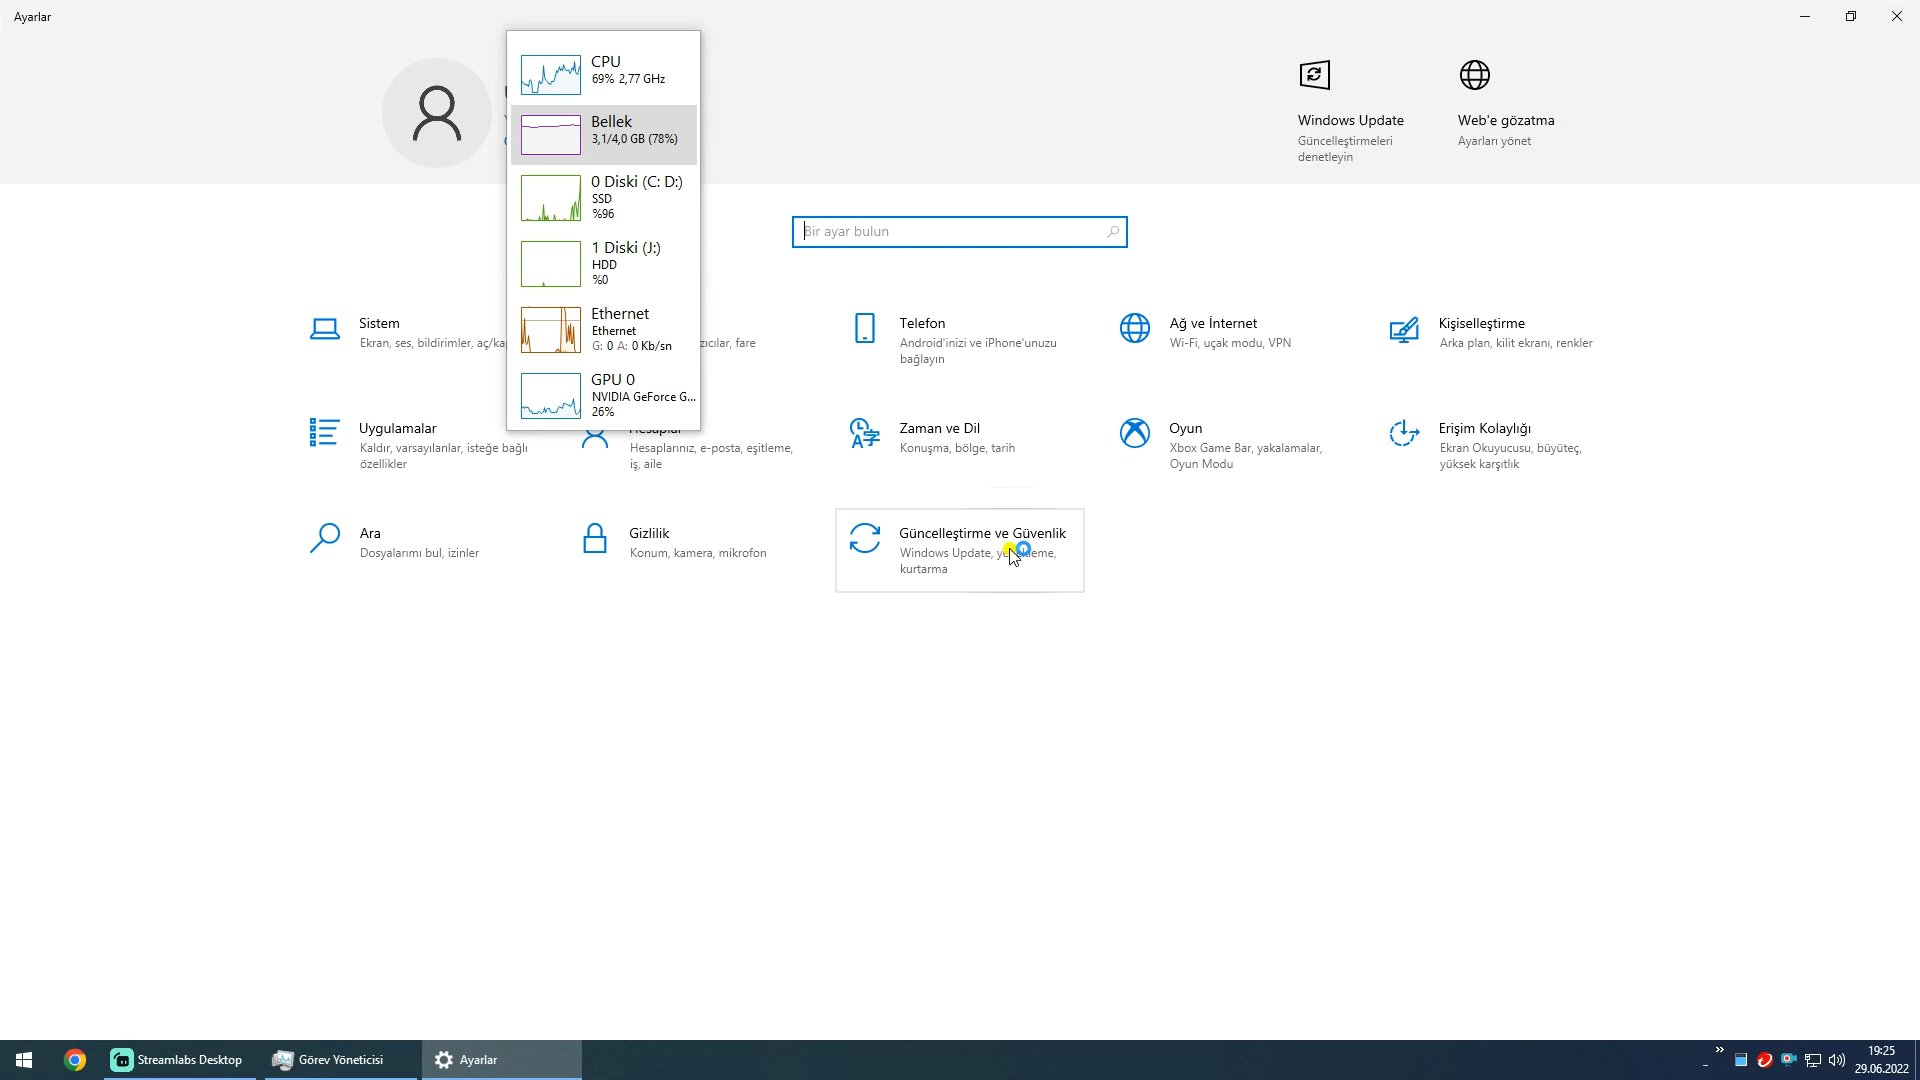 Ayarlar
CPU
69% 2,77 GHz
Bellek
3,1/4,0 GB (78%)
0 Diski (C: D:)
SSD
%96
1 Diski (J:)
HDD
%0
Ethernet
Ethernet
G: 0 A: 0 Kb/sn
GPU 0
NVIDIA GeForce G...
26%
Windows Update
Güncelleştirmeleri
denetleyin
Web'e gözatma
Ayarları yönet
Bir ayar bulun
Sistem
Ekran, ses, bildirimler,
fare
Telefon
Android'inizi ve iPhone'unuzu
bağlayın
Ağ ve İnternet
Wi-Fi, uçak modu, VPN
Kişiselleştirme
Arka plan, kilit ekranı, renkler
Uygulamalar
Kaldır, varsayılanlar, isteğe bağlı
özellikler
Hesaplarınız, e-posta, eşitleme,
iş, aile
Zaman ve Dil
Konuşma, bölge, tarih
Oyun
Xbox Game Bar, yakalamalar,
Oyun Modu
Erişim Kolaylığı
Ekran Okuyucusu, büyüteç,
yüksek karşıtlık
Ara
Dosyalarımı bul, izinler
Gizlilik
Konum, kamera, mikrofon
Güncelleştirme ve Güvenlik
Windows Update,
kurtarma
Streamlabs Desktop
Görev Yöneticisi
Ayarlar
19:25
29.06.2022